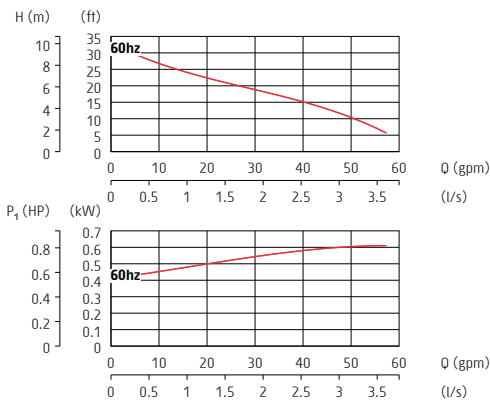 H (m) (ft)
35
10 60hz 30
8 25
20
6 15
4 10
2 5
0 0
0 10 20 30 40 50 60 Q (gpm)
0 0.5 1 1.5 2 2.5 3 3.5 (l/s)
P1 (HP) (kW)
0.7
0.8 0.6
0.5
0.6 60hz 0.4
0.4 0.3
0.2 0.2
0.1
0 0
0 10 20 30 40 50 60 Q (gpm)
0 0.5 1 1.5 2 2.5 3 3.5 (l/s)